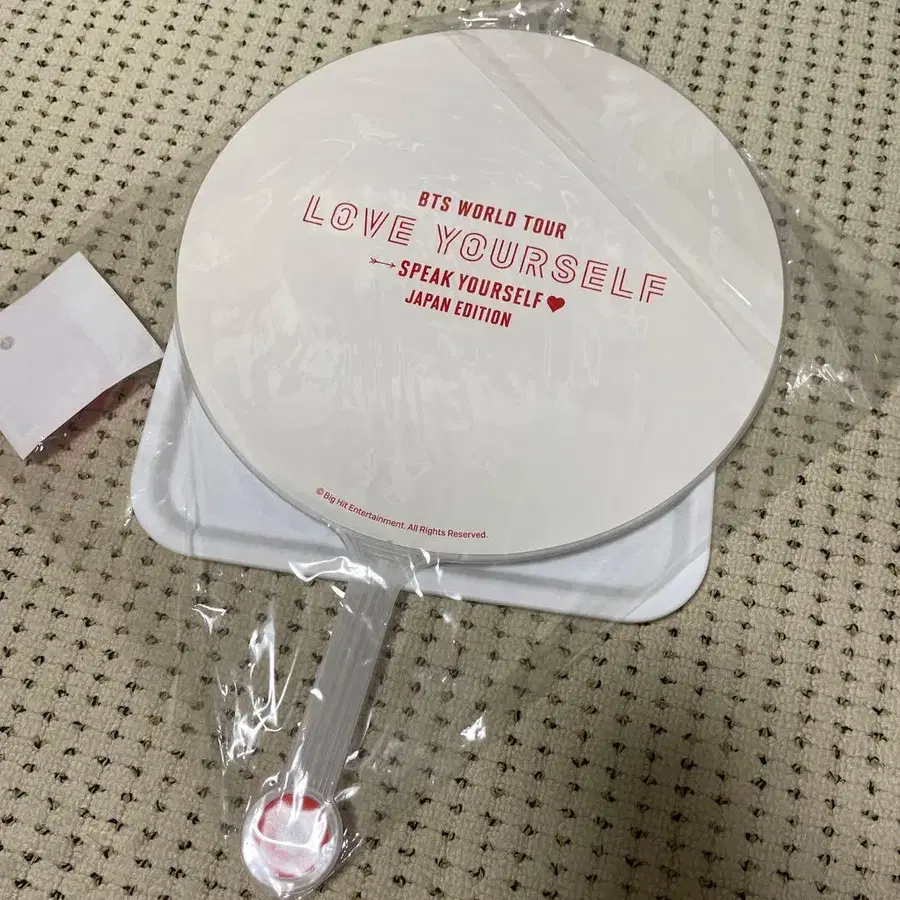 BTS WORLD TOUR
LOVE YOURSELF
SPEAK YOURSELF
JAPAN EDITION
© Big Hit Entertainment. All Rights Reserved.